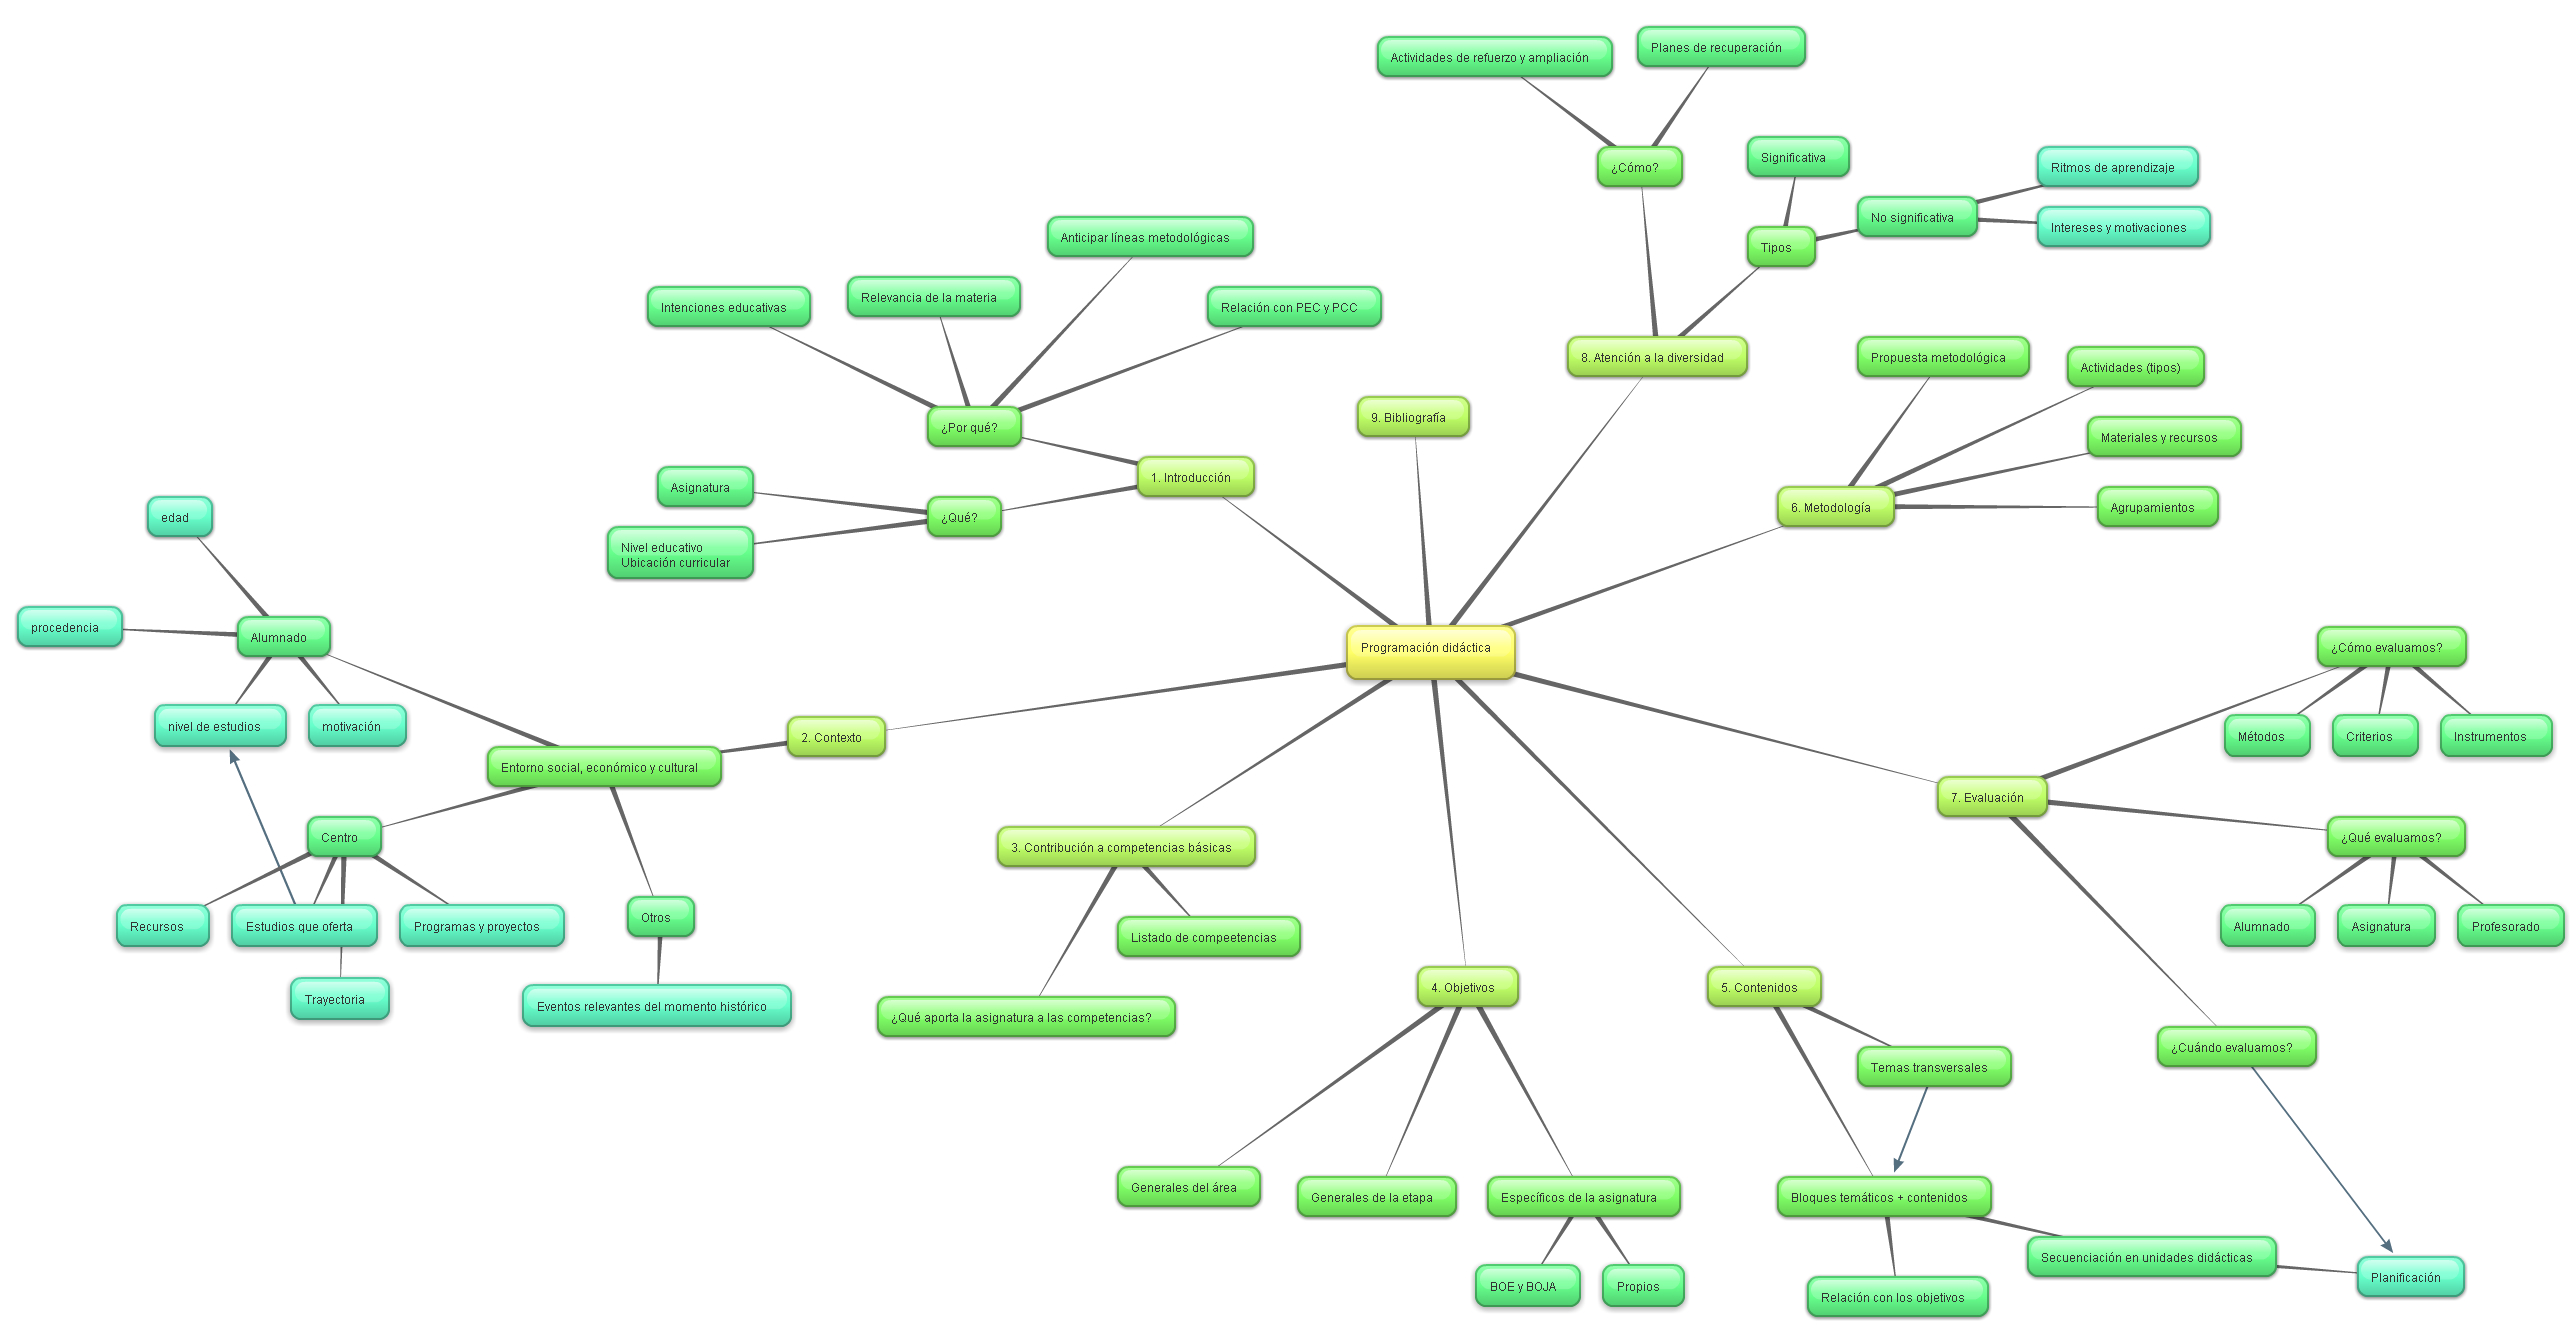 Planes de recuperación
Actividades de refuerzo y ampliación
¿Cómo?
Significativa
Ritmos de aprendizaje
No significativa
Intereses y motivaciones
Tipos
8. Atención a la diversidad
Anticipar líneas metodológicas
Relevancia de la materia
Intenciones educativas
Relación con PEC y PCC
¿Por qué?
1. Introducción
Asignatura
¿Qué?
Nivel educativo
Ubicación curricular
9. Bibliografía
Propuesta metodológica
Actividades (tipos)
Materiales y recursos
6. Metodología
Agrupamientos
Programación didáctica
edad
procedencia
Alumnado
nivel de estudios
motivación
2. Contexto
Entorno social, económico y cultural
Centro
Recursos
Estudios que oferta
Programas y proyectos
Trayectoria
Otros
Eventos relevantes del momento histórico
3. Contribución a competencias básicas
Listado de compeetencias
¿Qué aporta la asignatura a las competencias?
4. Objetivos
Generales del área
Generales de la etapa
Específicos de la asignatura
BOE y BOJA
Propios
5. Contenidos
Temas transversales
Bloques temáticos + contenidos
Secuenciación en unidades didácticas
Relación con los objetivos
Planificación
7. Evaluación
¿Cómo evaluamos?
Métodos
Criterios
Instrumentos
¿Qué evaluamos?
Alumnado
Asignatura
Profesorado
¿Cuándo evaluamos?